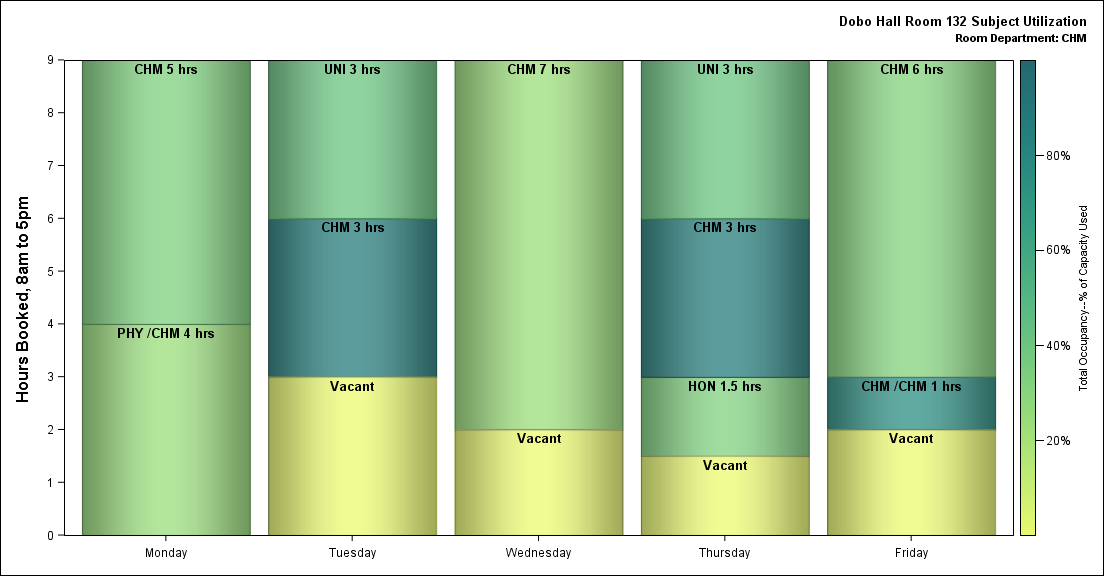 Dobo Hall Room 132 Subject Utilization
Room Department: CHM
Hours Booked, 8am to 5pm
9
8
7
6
5
4
3
2
1
0
CHM 5 hrs
PHY /CHM 4 hrs
UNI 3 hrs
CHM 3 hrs
Vacant
CHM 7 hrs
Vacant
UNI 3 hrs
CHM 3 hrs
HON 1.5 hrs
Vacant
CHM 6 hrs
CHM /CHM 1 hrs
Vacant
Monday
Tuesday
Wednesday
Thursday
Friday
80%
60%
40%
20%
Total Occupancy--% of Capacity Used